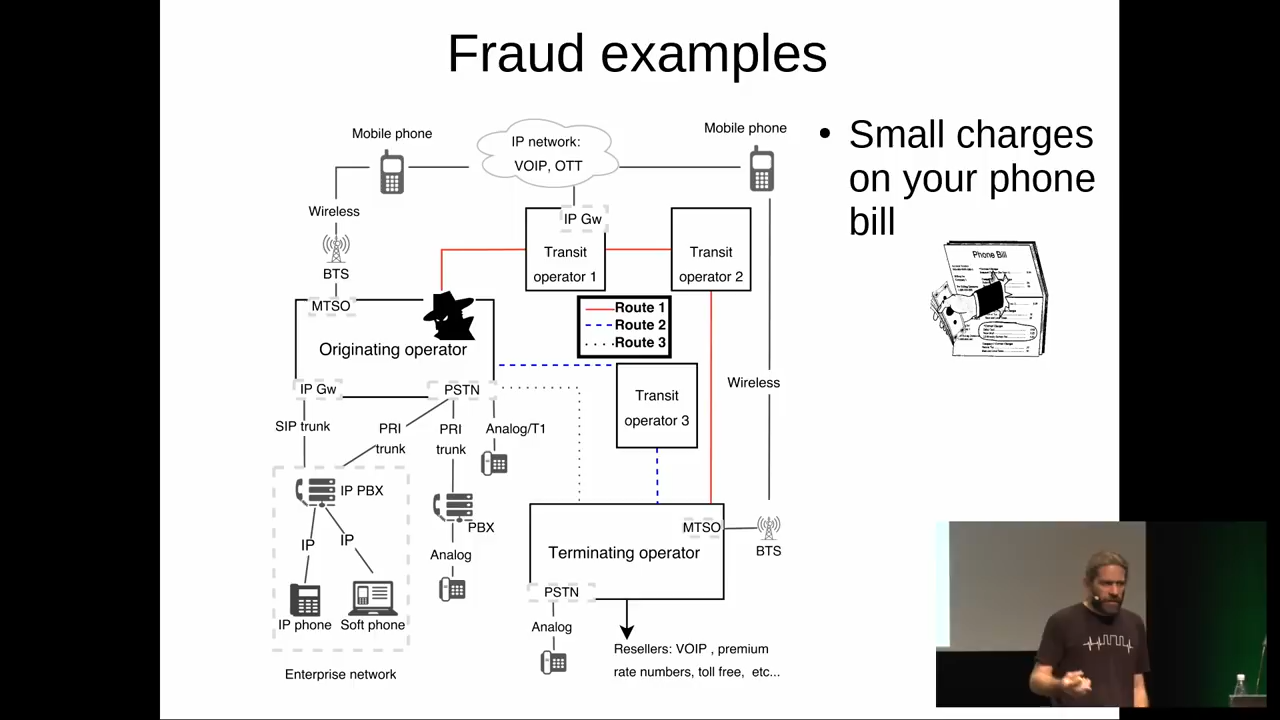 Fraud examples
Mobile phone
IP network:
VOIP, OTT
Mobile phone
• Small charges
on your phone
bill
Phone Bill
Wireless
BTS
MTSO
IP Gw
Transit
operator 1
Transit
operator 2
Route 1
Route 2
Route 3
Originating operator
IP Gw
PSTN
Transit
operator 3
Wireless
SIP trunk
PRI
trunk
PRI
trunk
Analog/T1
IP PBX
PBX
IP
IP
Analog
IP phone
Soft phone
Enterprise network
MTSO
BTS
Terminating operator
PSTN
Analog
Resellers: VOIP , premium
rate numbers, toll free, etc...